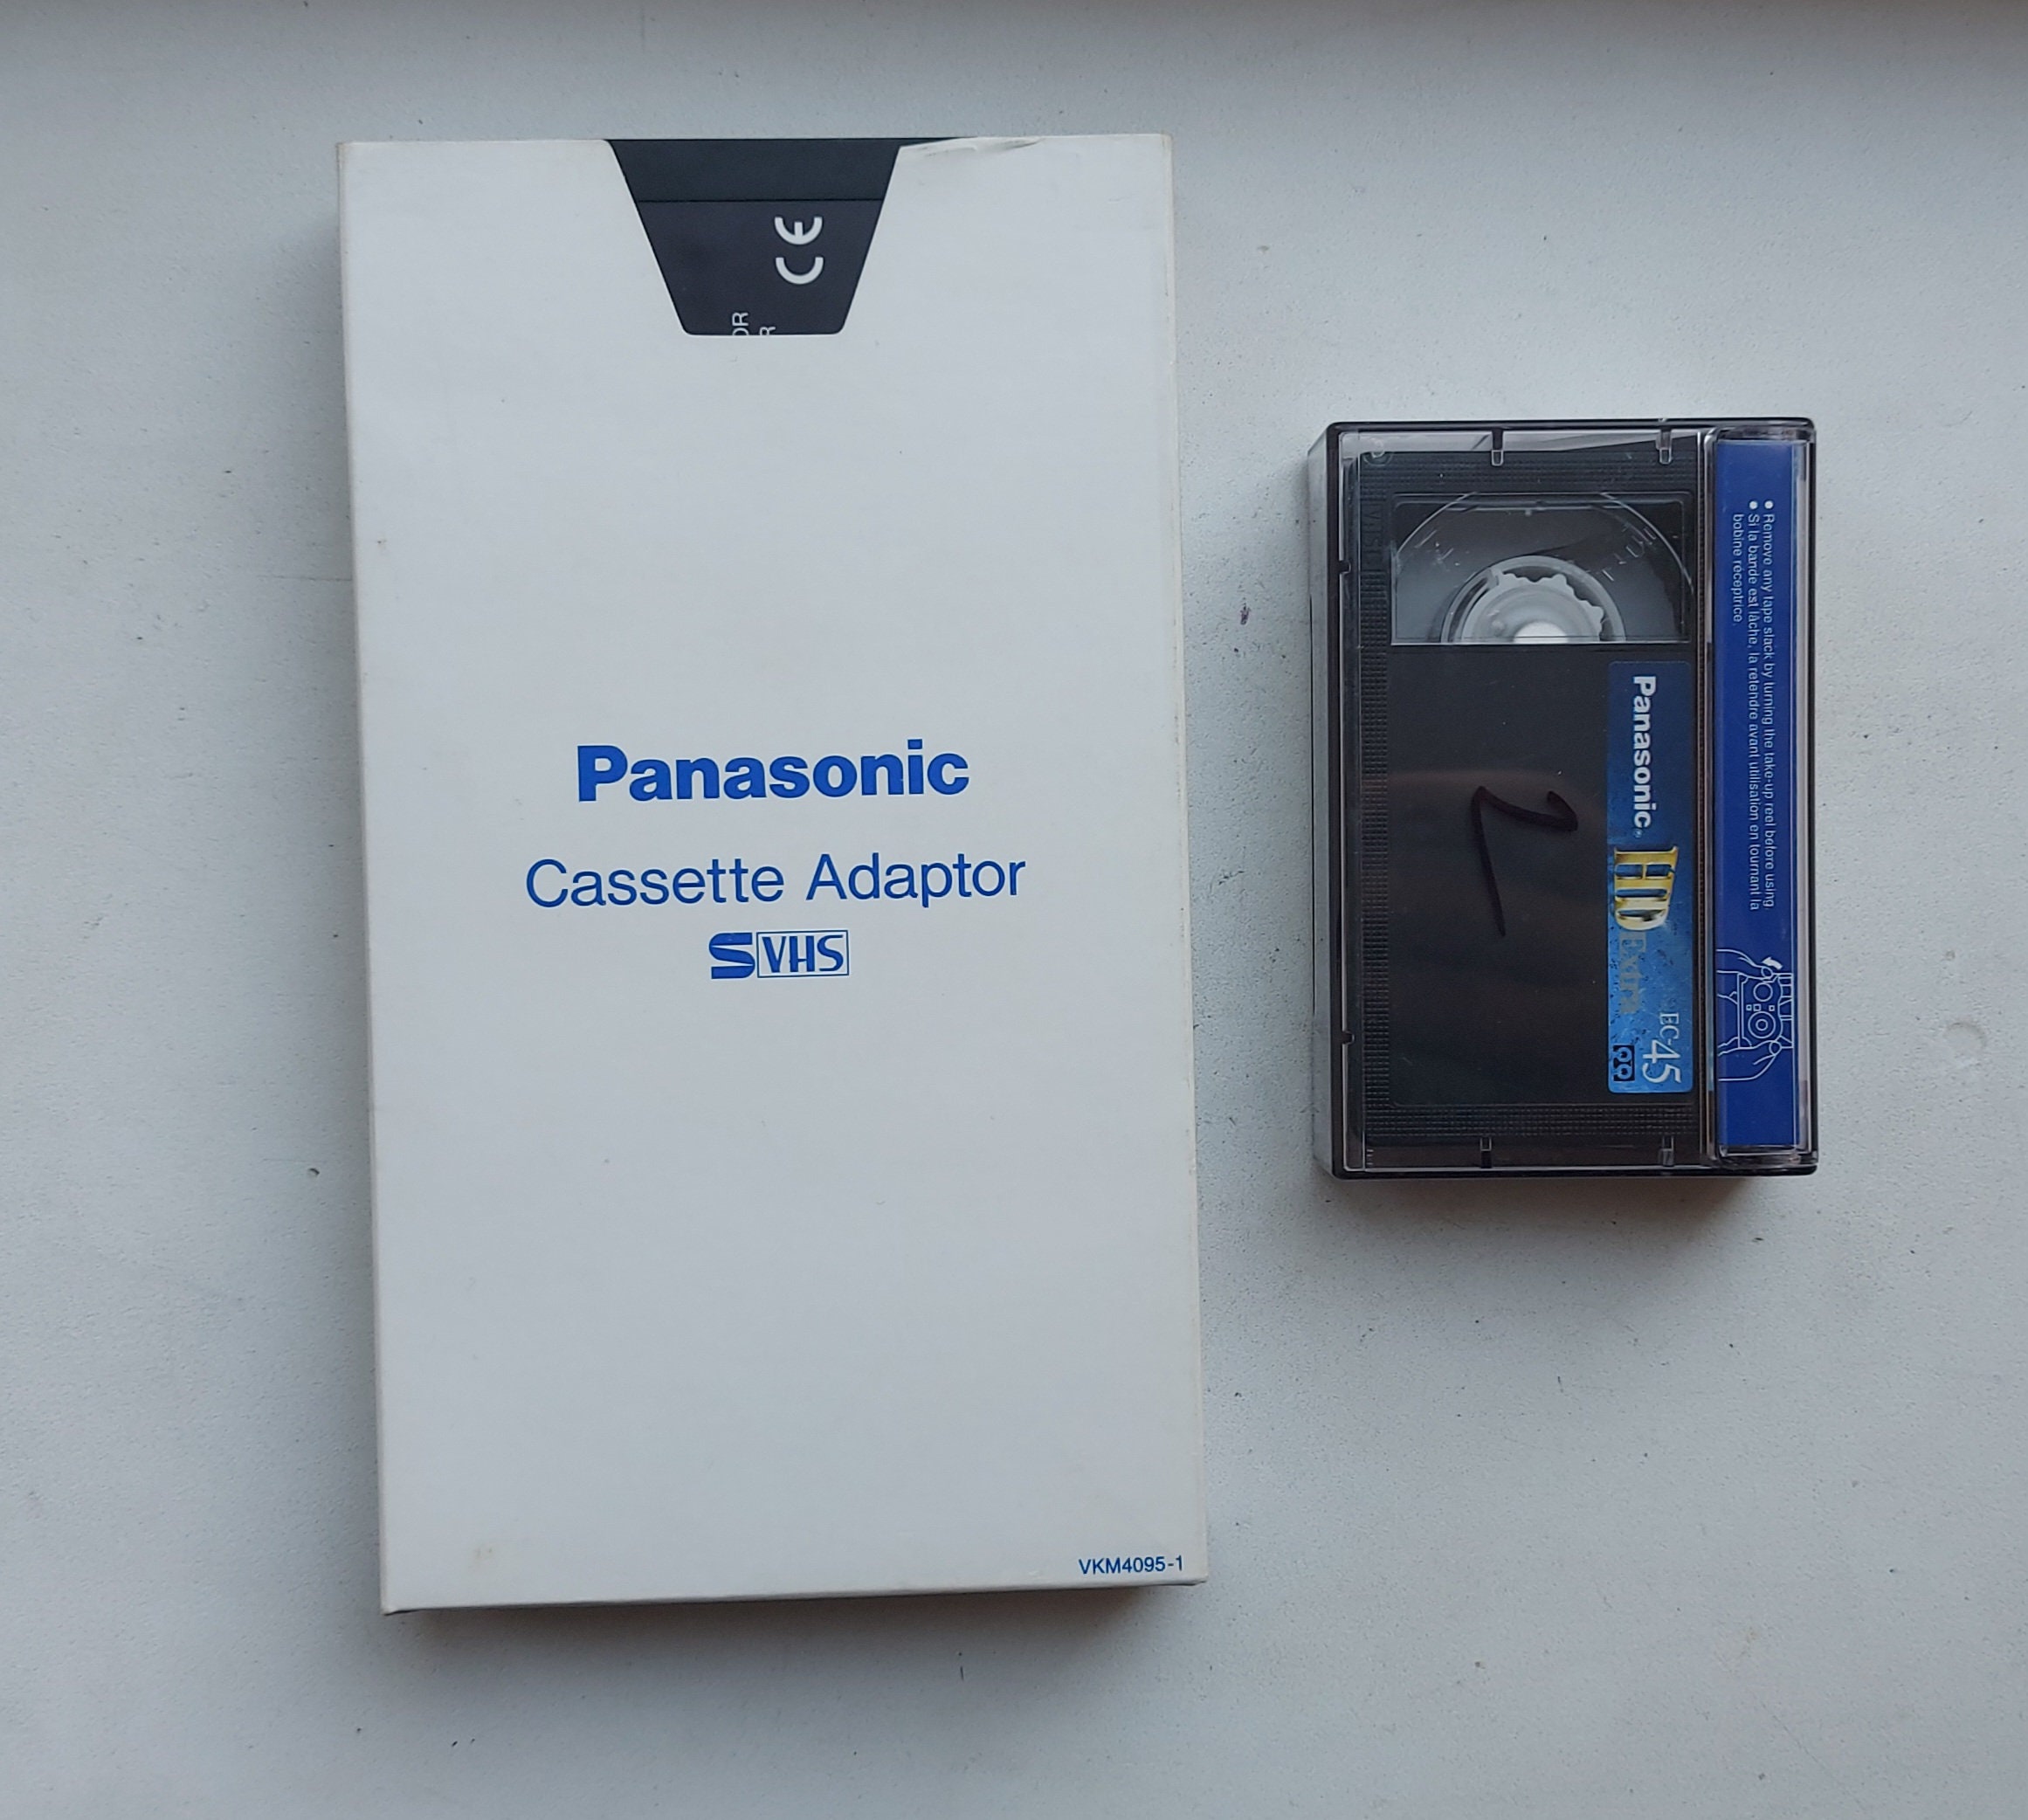 CE
OR
R
Panasonic
Cassette Adaptor
S VHS
VKM4095-1
Panasonic
HD Extra
EC-45
2
● Remove any tape slack by turning the take-up reel before using.
● Si la bande est lâche, la retendre avant utilisation en tournant la
bobine réceptrice.